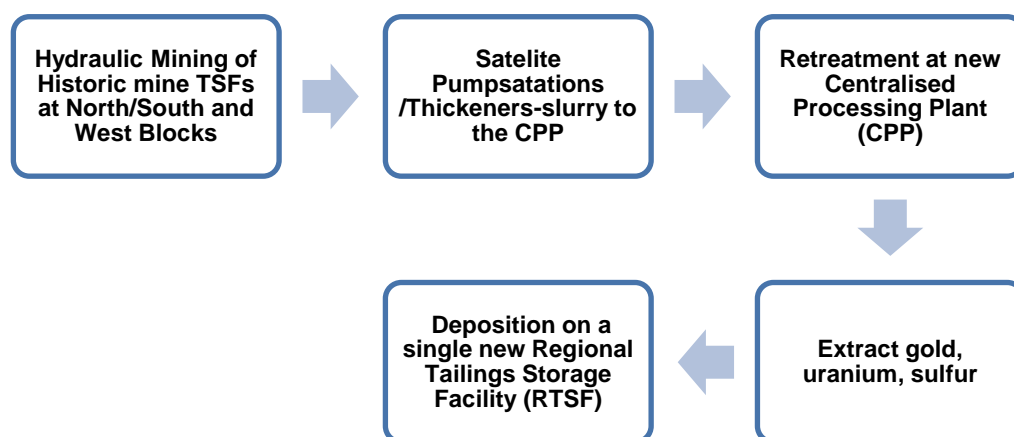 Hydraulic Mining of
Historic mine TSFs
at North/South and
West Blocks
Satelite
Pumpsatations
/Thickeners-slurry to
the CPP
Retreatment at new
Centralised
Processing Plant
(CPP)
Extract gold,
uranium, sulfur
Deposition on a
single new Regional
Tailings Storage
Facility (RTSF)